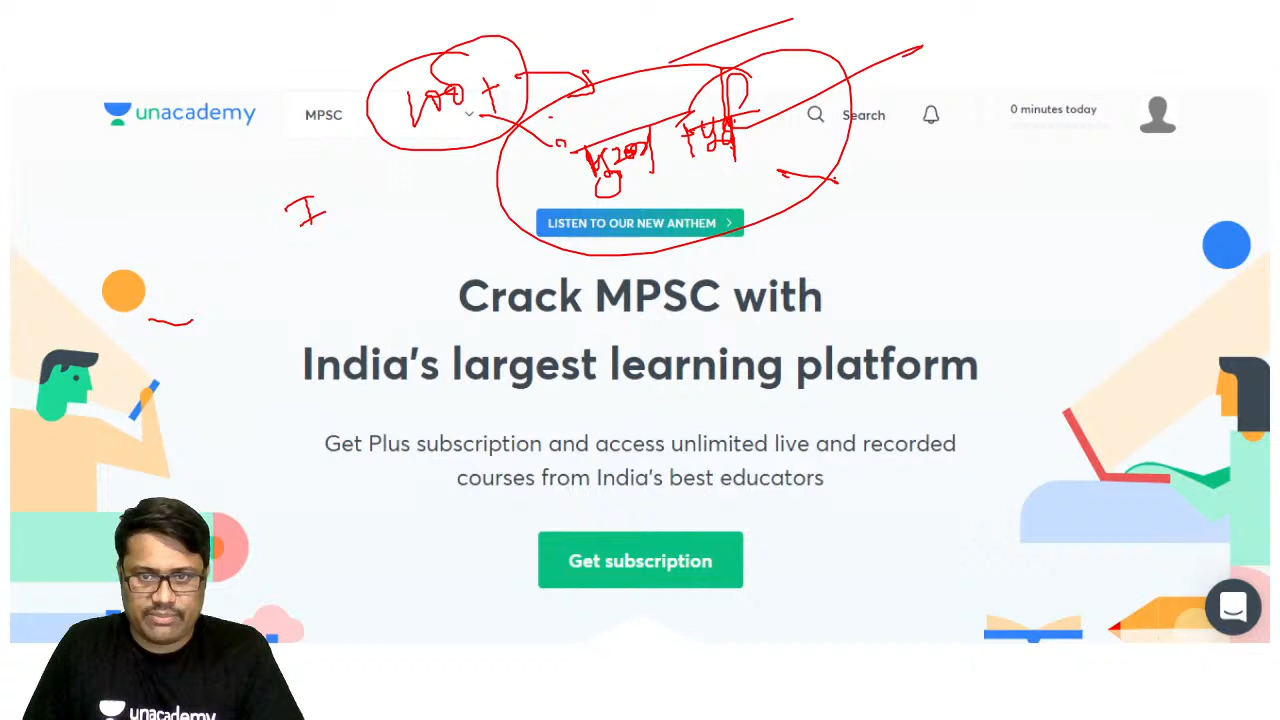 100 +
unacademy
MPSC
Search
0 minutes today
I
LISTEN TO OUR NEW ANTHEM
Crack MPSC with
India's largest learning platform
Get Plus subscription and access unlimited live and recorded
courses from India's best educators
Get subscription
unacademy